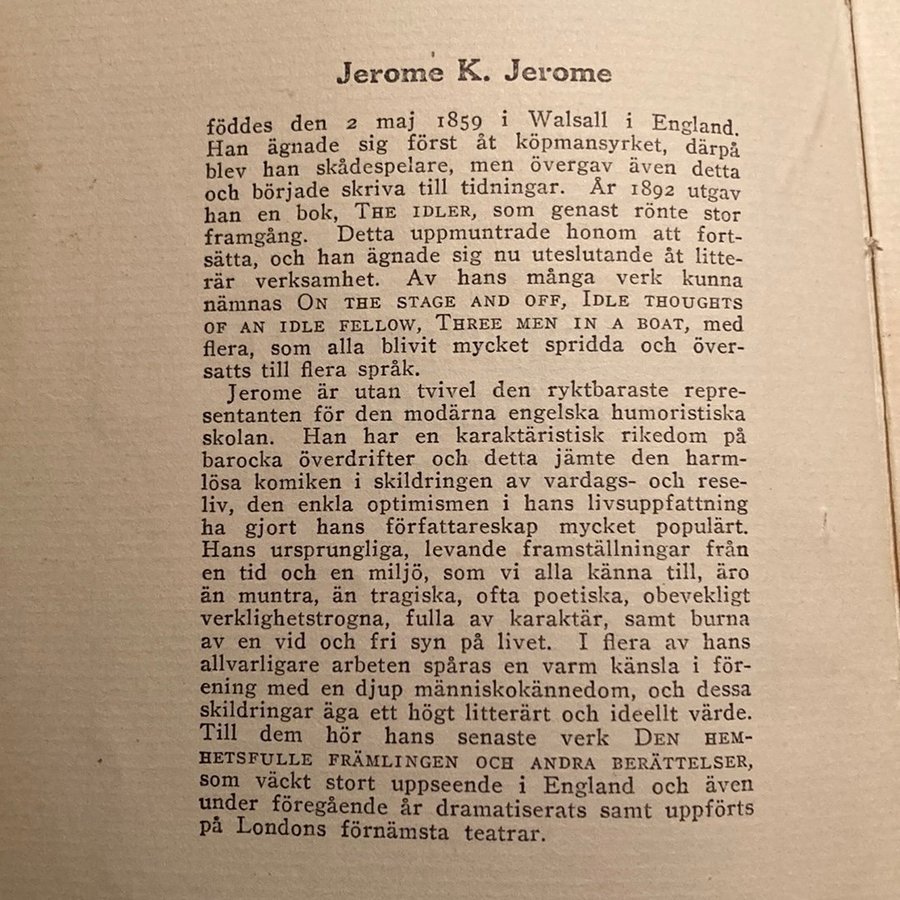 Jerome K. Jerome
föddes den 2 maj 1859 i Walsall i England.
Han ägnade sig först åt köpmansyrket, därpå
blev han skådespelare, men övergav även detta
och började skriva till tidningar. År 1892 utgav
han en bok, THE IDLER, som genast rönte stor
framgång. Detta uppmuntrade honom att fort-
sätta, och han ägnade sig nu uteslutande åt litte-
rär verksamhet. Av hans många verk kunna
nämnas ON THE STAGE AND OFF, IDLE THOUGHTS
OF AN IDLE FELLOW, THREE MEN IN A BOAT, med
flera, som alla blivit mycket spridda och över-
satts till flera språk.
Jerome är utan tvivel den ryktbaraste repre-
sentanten för den modärna engelska humoristiska
skolan. Han har en karaktäristisk rikedom på
barocka överdrifter och detta jämte den harm-
lösa komiken i skildringen av vardags- och rese-
liv, den enkla optimismen i hans livsuppfattning
ha gjort hans författareskap mycket populärt.
Hans ursprungliga, levande framställningar från
en tid och en miljö, som vi alla känna till, äro
än muntra, än tragiska, ofta poetiska, obevekligt
verklighetstrogna, fulla av karaktär, samt burna
av en vid och fri syn på livet. I flera av hans
allvarligare arbeten spåras en varm känsla i för-
ening med en djup människokännedom, och dessa
skildringar äga ett högt litterärt och ideellt värde.
Till dem hör hans senaste verk DEN HEM-
HETSFULLE FRÄMLINGEN OCH ANDRA BERÄTTELSER,
som väckt stort uppseende i England och även
under föregående år dramatiserats samt uppförts
på Londons förnämsta teatrar.